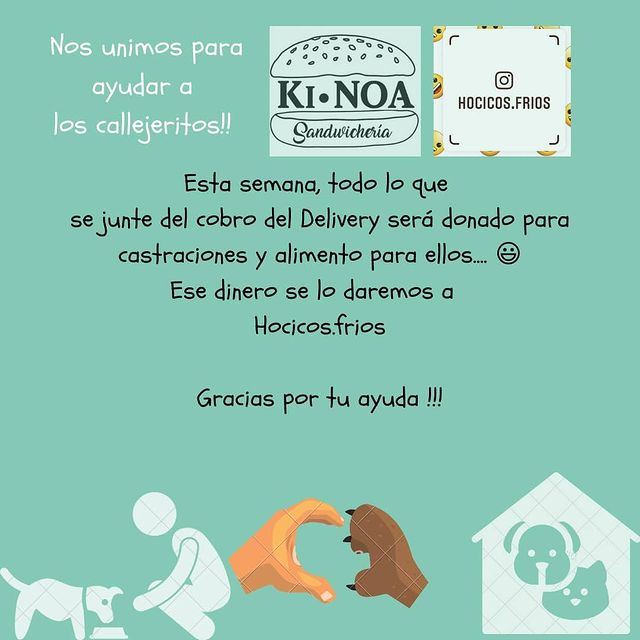 Nos unimos para
ayudar a
los callejeritos!!
KI•NOA
Sandwichería
HOCICOS.FRIOS
Esta semana, todo lo que
se junte del cobro del Delivery será donado para
castraciones y alimento para ellos.... 😃
Ese dinero se lo daremos a
Hocicos.frios
Gracias por tu ayuda !!!